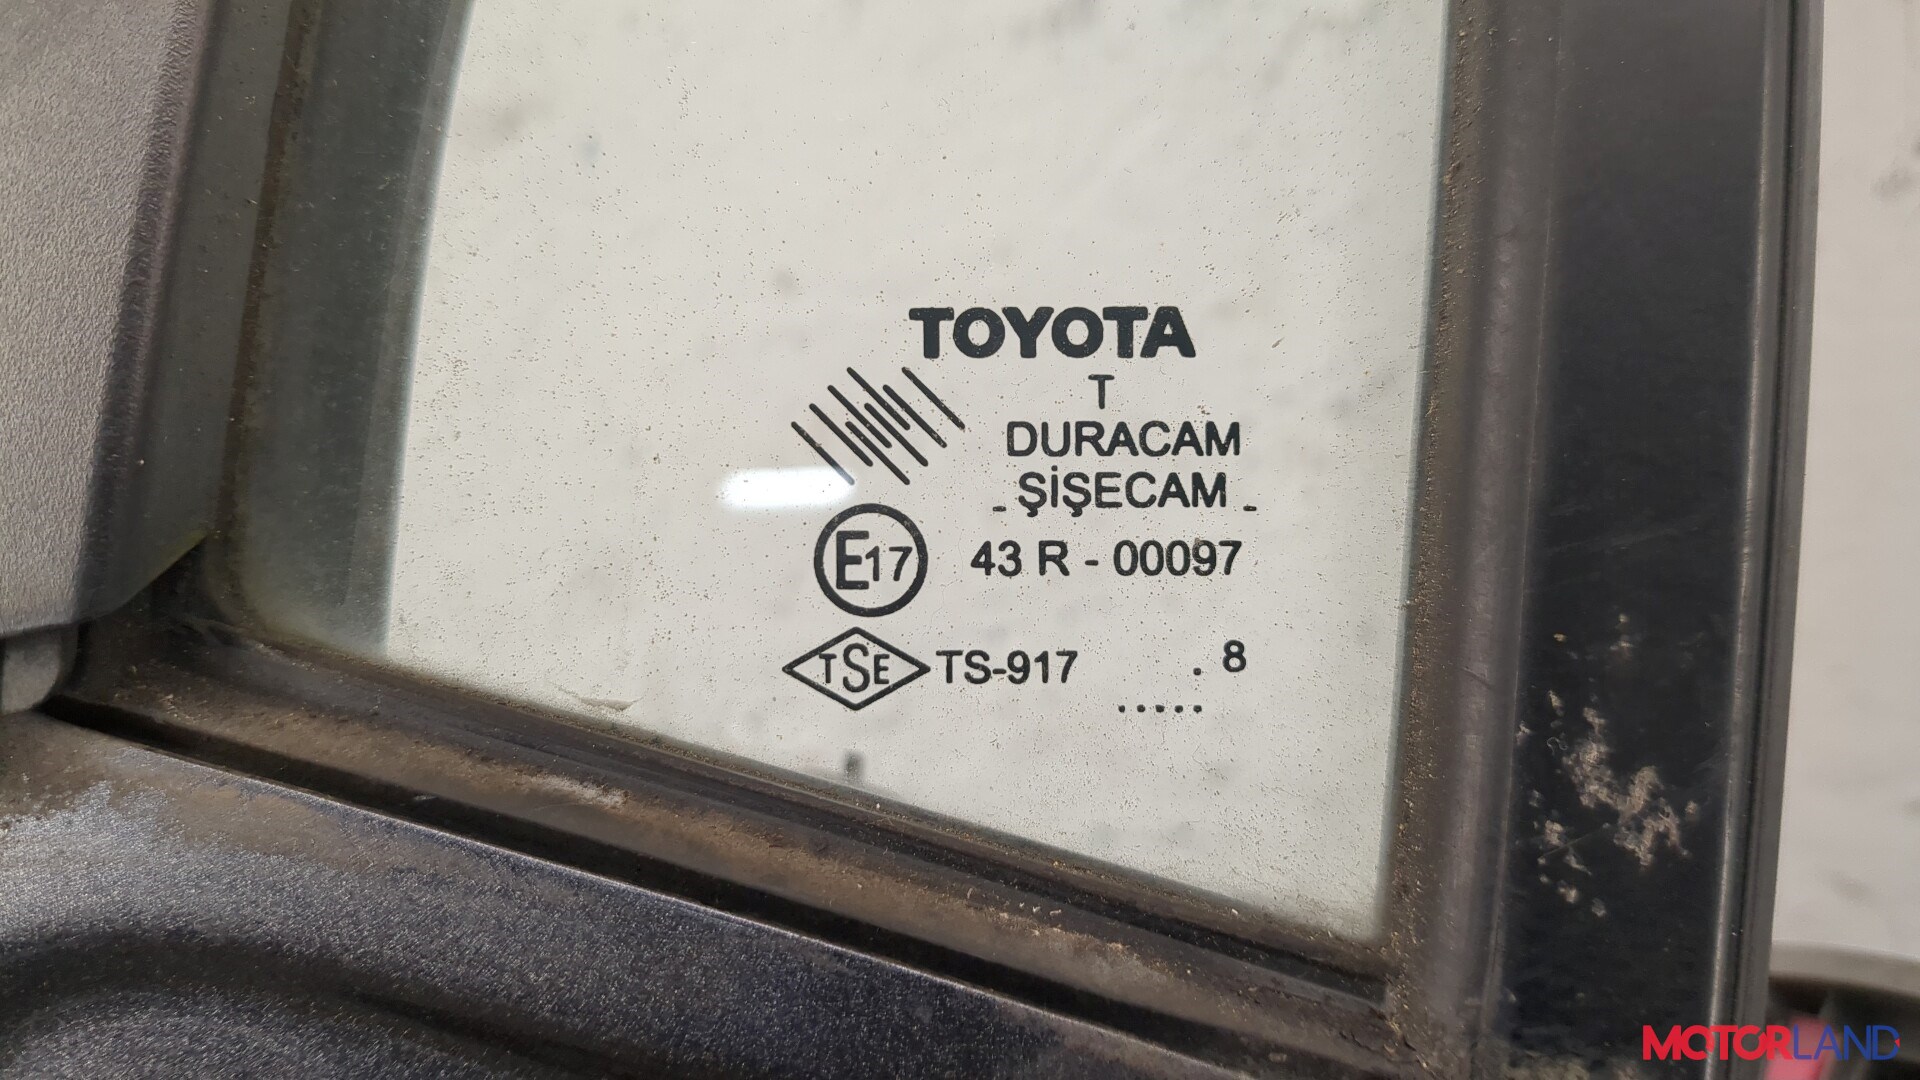 TOYOTA
T
DURACAM
ŞİŞECAM
E17 43 R - 00097
TSE TS-917 . 8
.....
MOTORLAND